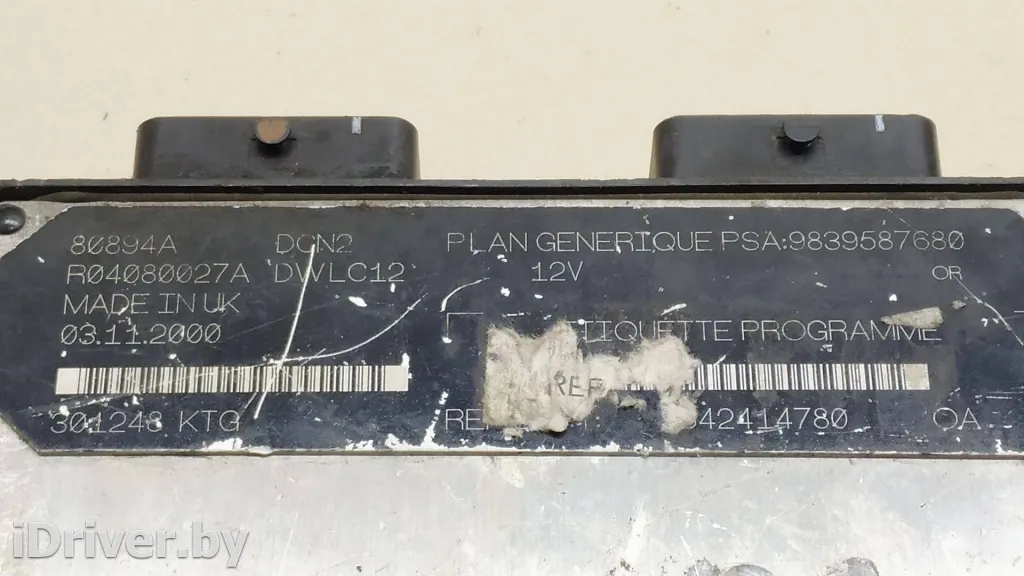 80894A DCN2 PLAN GENERIQUE PSA:9839587680
R04080027A DWLC12 12V OR
MADE IN UK
03.11.2000 TIQUETTE PROGRAMME
REF
301248 KTG 42414780 OA
iDriver.by